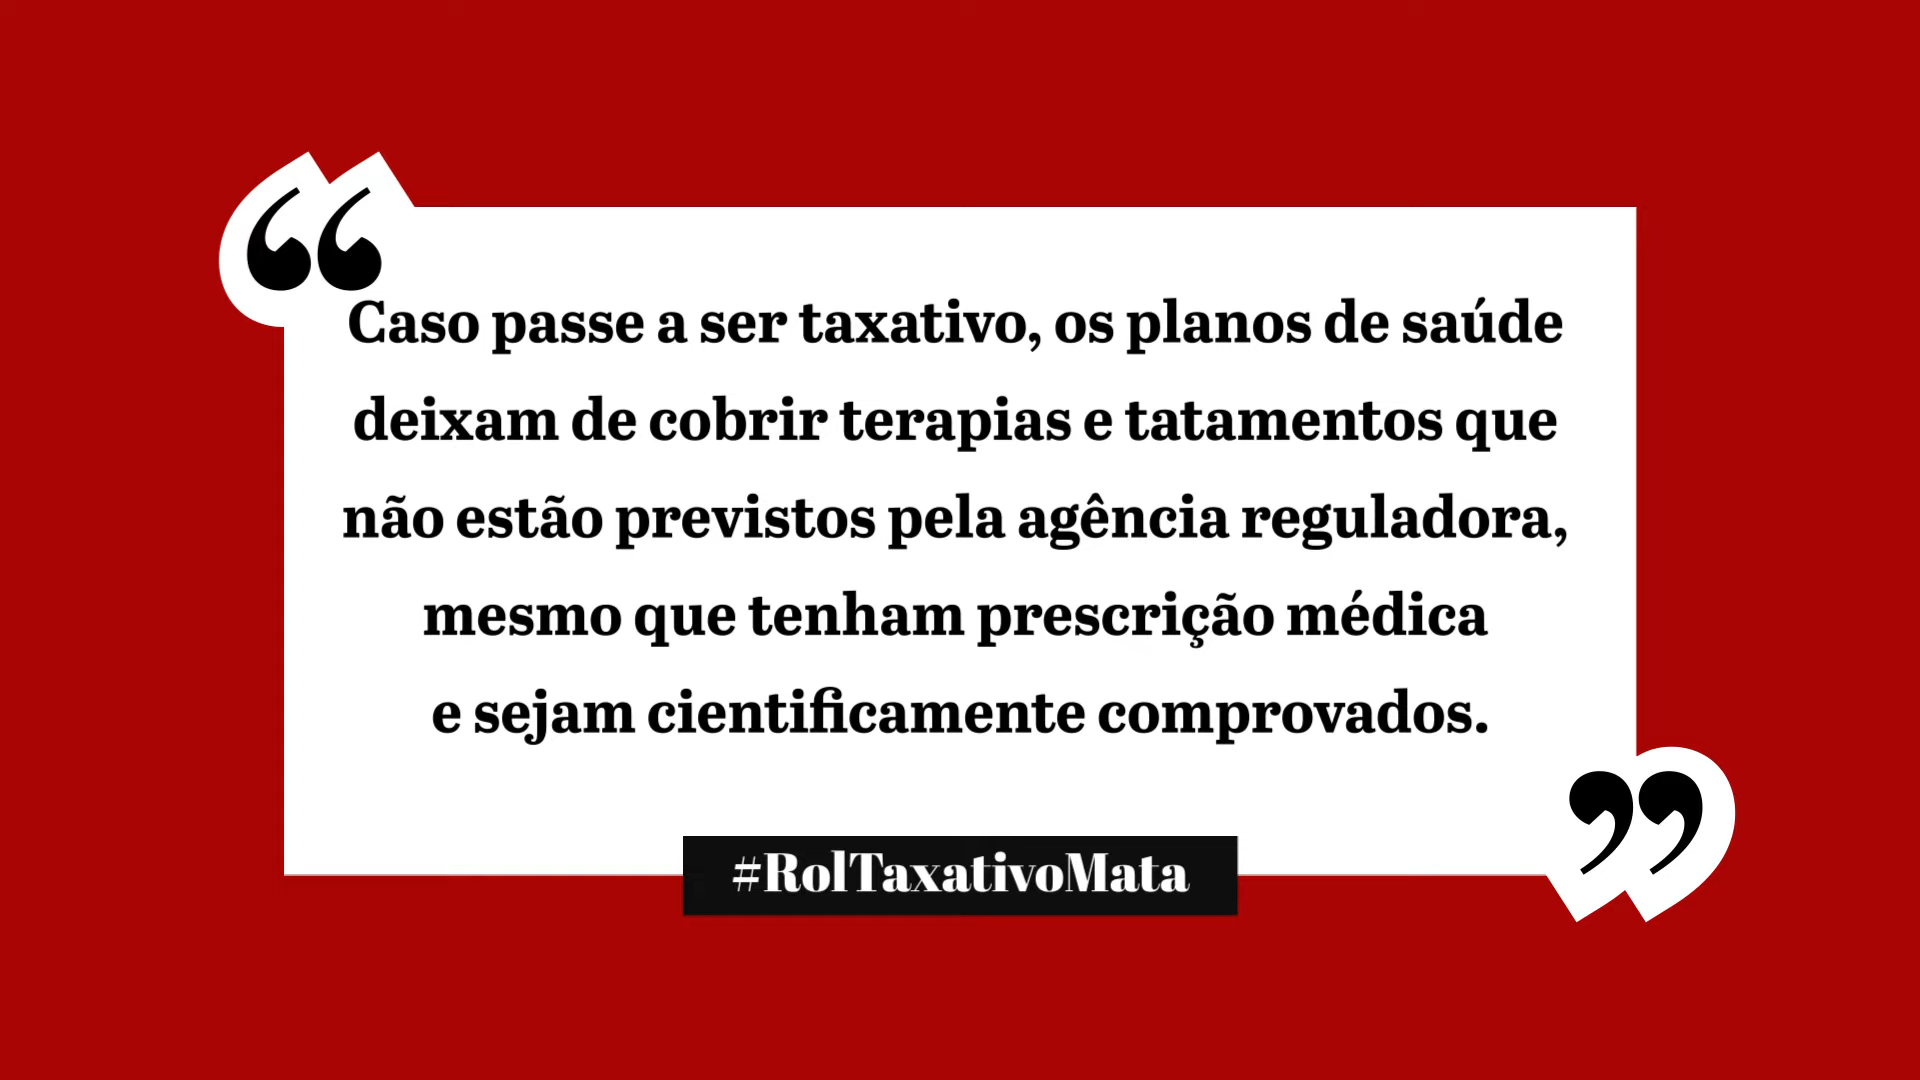 “
Caso passe a ser taxativo, os planos de saúde
deixam de cobrir terapias e tatamentos que
não estão previstos pela agência reguladora,
mesmo que tenham prescrição médica
e sejam cientificamente comprovados.
”
#RolTaxativoMata